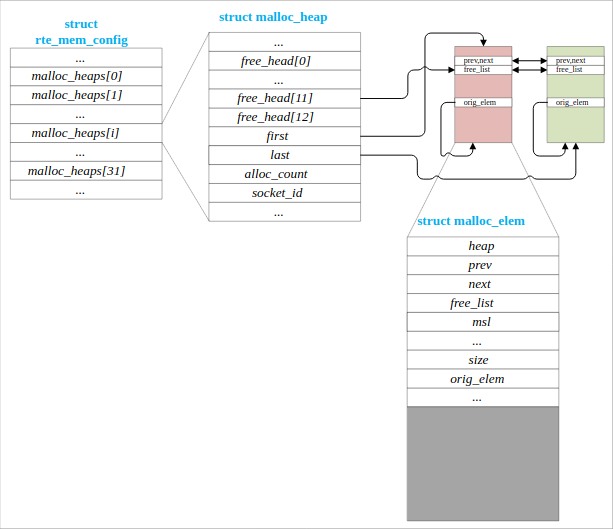 struct
rte_mem_config
...
malloc_heaps[0]
malloc_heaps[1]
...
malloc_heaps[i]
...
malloc_heaps[31]
...
struct malloc_heap
...
free_head[0]
...
free_head[11]
free_head[12]
first
last
alloc_count
socket_id
...
prev,next
free_list
orig_elem
prev,next
free_list
orig_elem
struct malloc_elem
heap
prev
next
free_list
msl
...
size
orig_elem
...